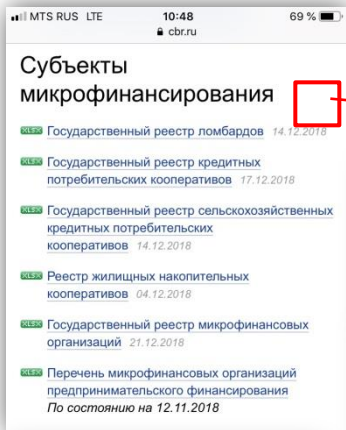 MTS RUS LTE 10:48 69 %
cbr.ru
Субъекты
микрофинансирования
XLSX Государственный реестр ломбардов 14.12.2018
XLSX Государственный реестр кредитных
потребительских кооперативов 17.12.2018
XLSX Государственный реестр сельскохозяйственных
кредитных потребительских
кооперативов 14.12.2018
XLSX Реестр жилищных накопительных
кооперативов 04.12.2018
XLSX Государственный реестр микрофинансовых
организаций 21.12.2018
XLSX Перечень микрофинансовых организаций
предпринимательского финансирования
По состоянию на 12.11.2018